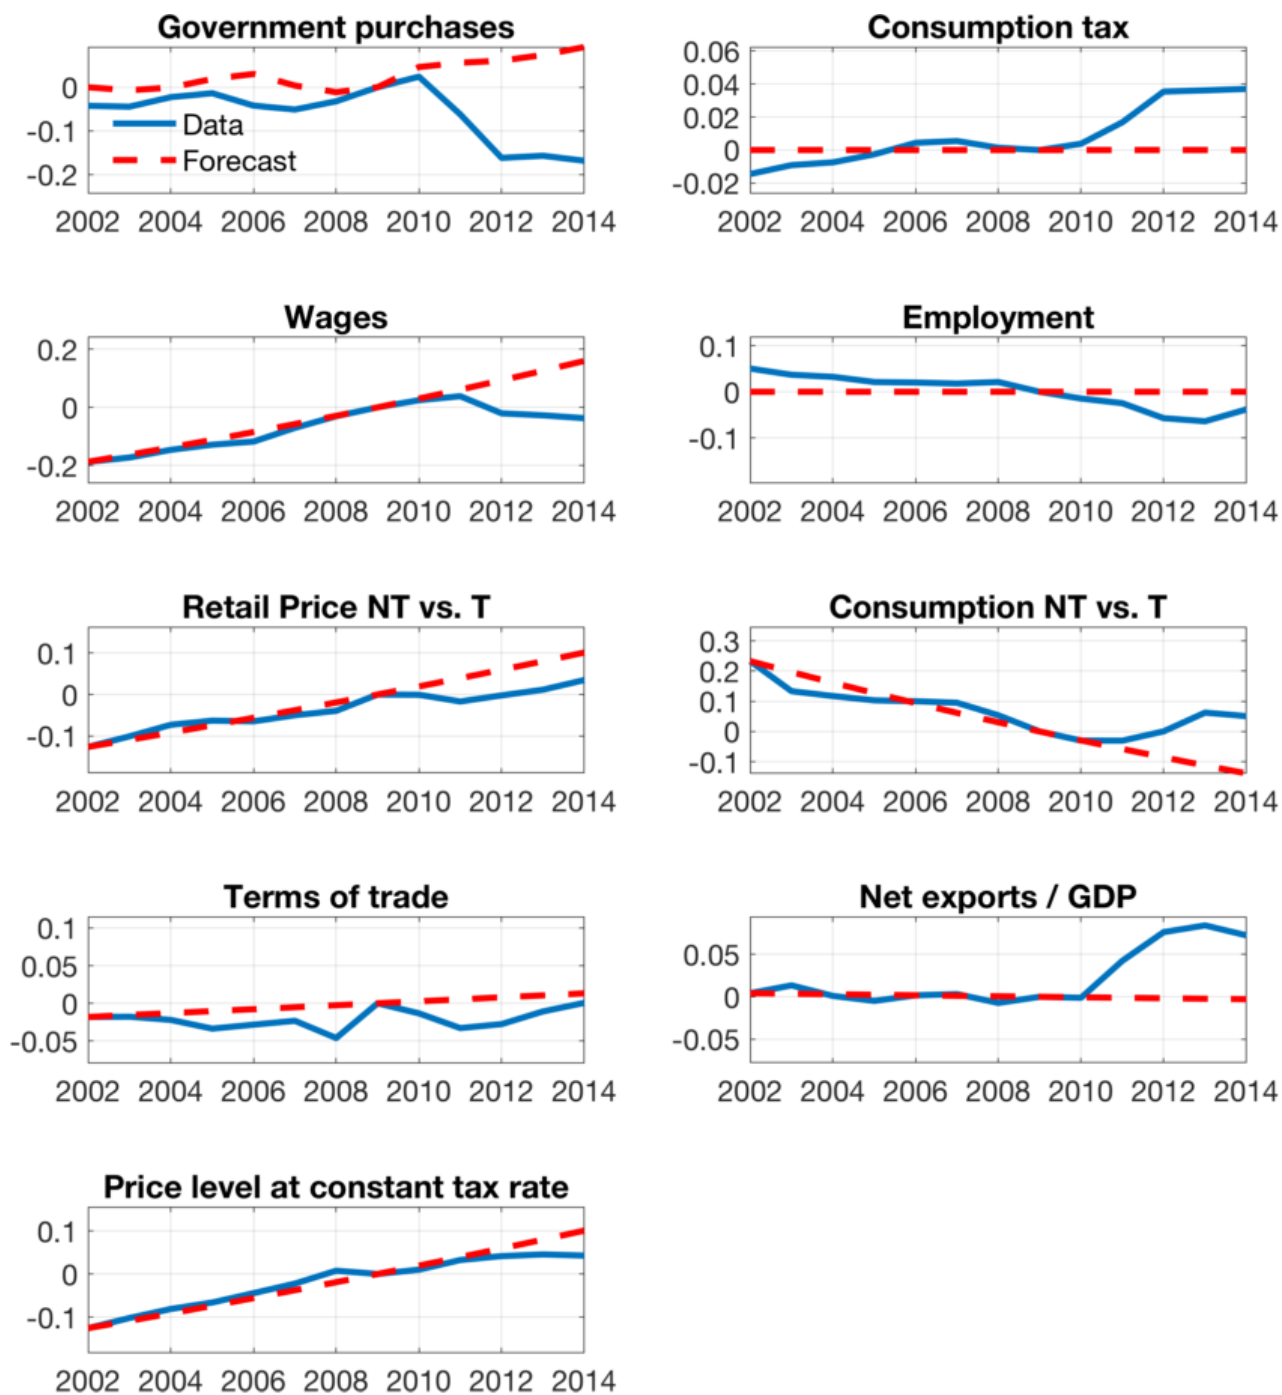 Government purchases
0
-0.1
-0.2
Data
Forecast
2002 2004 2006 2008 2010 2012 2014
Consumption tax
0.06
0.04
0.02
0
-0.02
2002 2004 2006 2008 2010 2012 2014
Wages
0.2
0
-0.2
2002 2004 2006 2008 2010 2012 2014
Employment
0.1
0
-0.1
2002 2004 2006 2008 2010 2012 2014
Retail Price NT vs. T
0.1
0
-0.1
2002 2004 2006 2008 2010 2012 2014
Consumption NT vs. T
0.3
0.2
0.1
0
-0.1
2002 2004 2006 2008 2010 2012 2014
Terms of trade
0.1
0.05
0
-0.05
2002 2004 2006 2008 2010 2012 2014
Net exports / GDP
0.05
0
-0.05
2002 2004 2006 2008 2010 2012 2014
Price level at constant tax rate
0.1
0
-0.1
2002 2004 2006 2008 2010 2012 2014